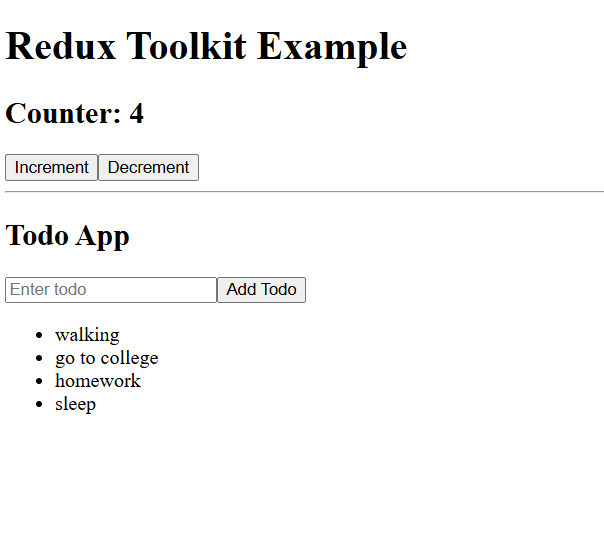 Redux Toolkit Example
Counter: 4
Increment Decrement
Todo App
Enter todo Add Todo
walking
go to college
homework
sleep